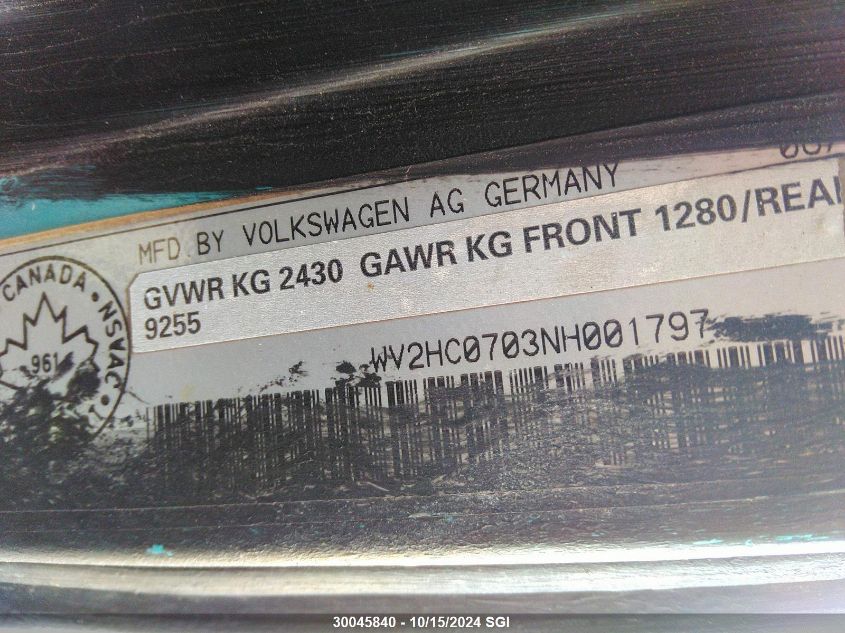 MFD.BY VOLKSWAGEN AG GERMANY
GVWR KG 2430 GAWR KG FRONT 1280/REAR
9255
CANADA • NSVAC •
961
WV2HC0703NH001797
30045840 - 10/15/2024 SGI